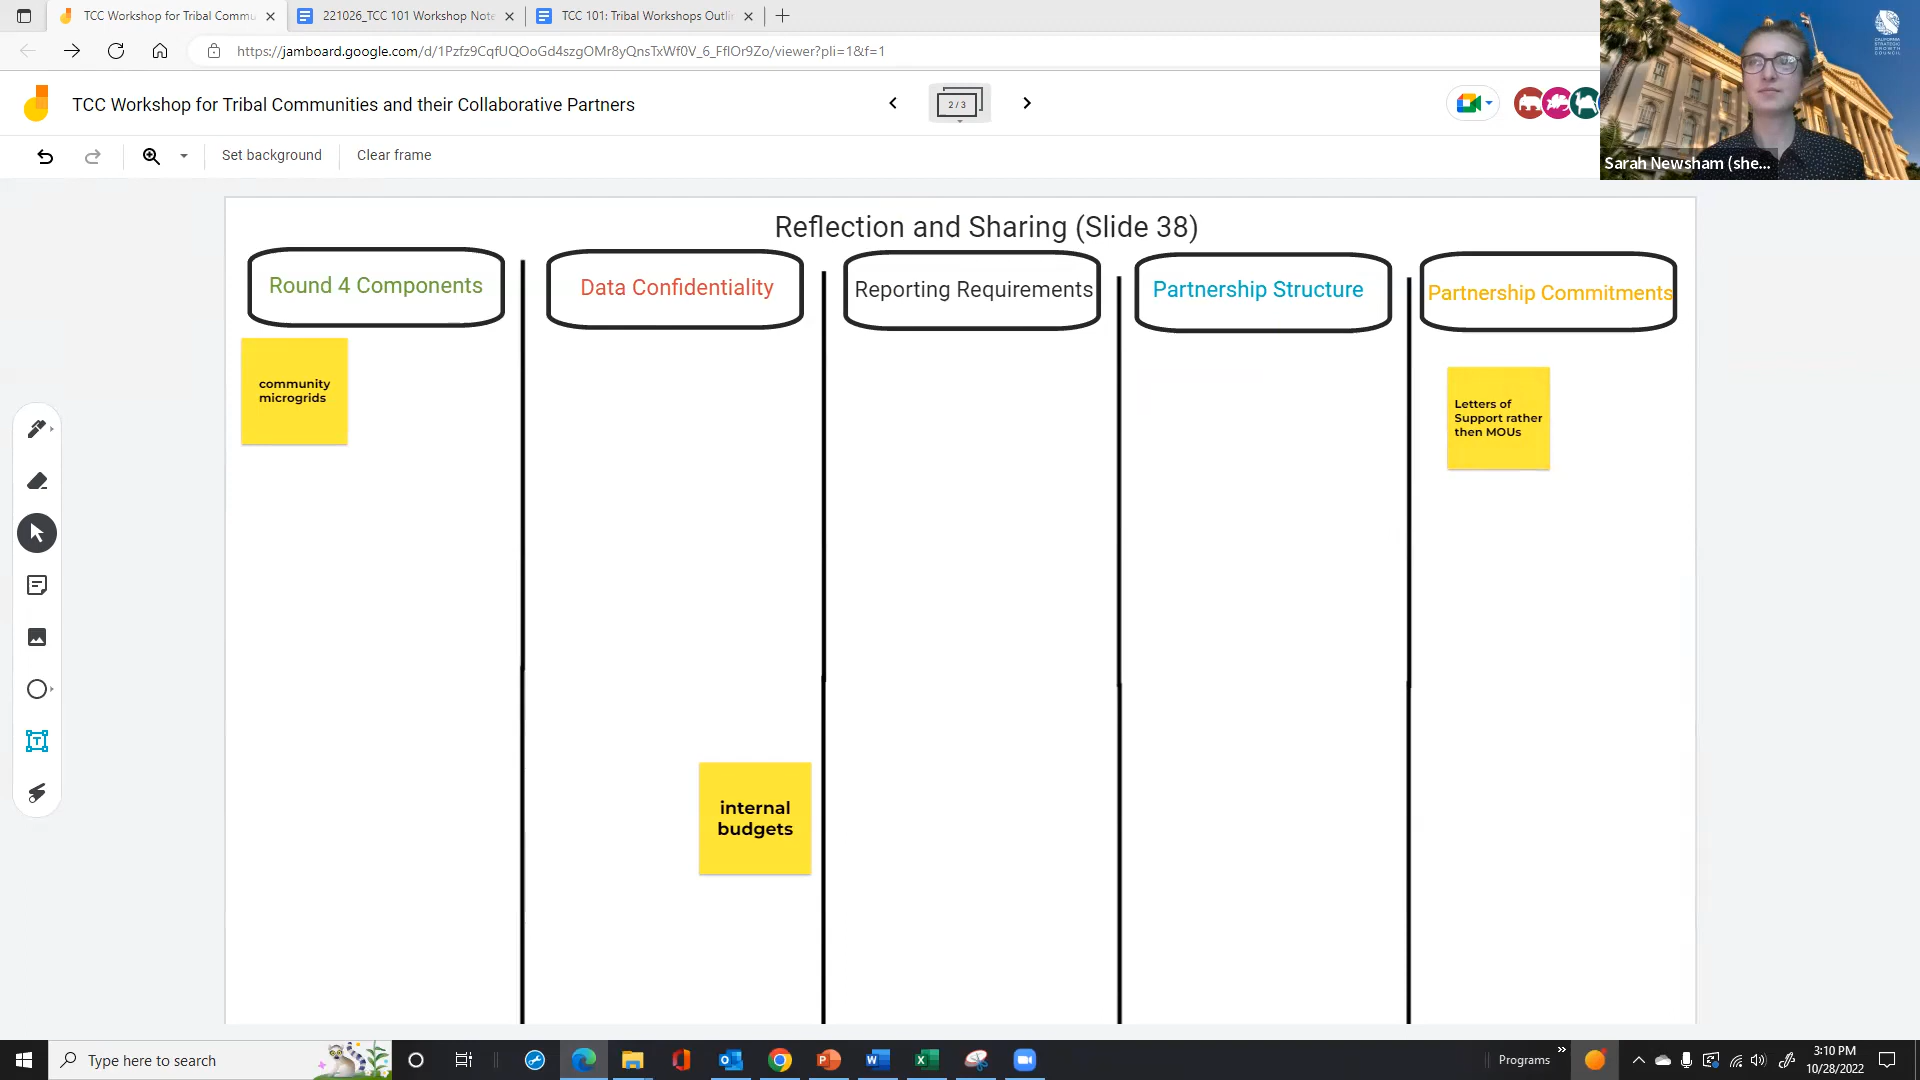 TCC Workshop for Tribal Commu
221026_TCC 101 Workshop Note
TCC 101: Tribal Workshops Outli
https://jamboard.google.com/d/1Pzfz9CqfUQOoGd4szgOMr8yQnsTxWf0V_6_FflOr9Zo/viewer?pli=1&f=1
TCC Workshop for Tribal Communities and their Collaborative Partners
2 / 3
Set background
Clear frame
CALIFORNIA
STRATEGIC
GROWTH
COUNCIL
Sarah Newsham (she...
Reflection and Sharing (Slide 38)
Round 4 Components
Data Confidentiality
Reporting Requirements
Partnership Structure
Partnership Commitments
community
microgrids
Letters of
Support rather
then MOUs
internal
budgets
Type here to search
Programs
3:10 PM
10/28/2022